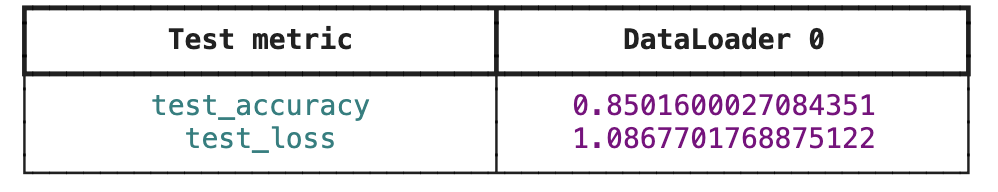 Test metric DataLoader 0
test_accuracy 0.8501600027084351
test_loss 1.0867701768875122